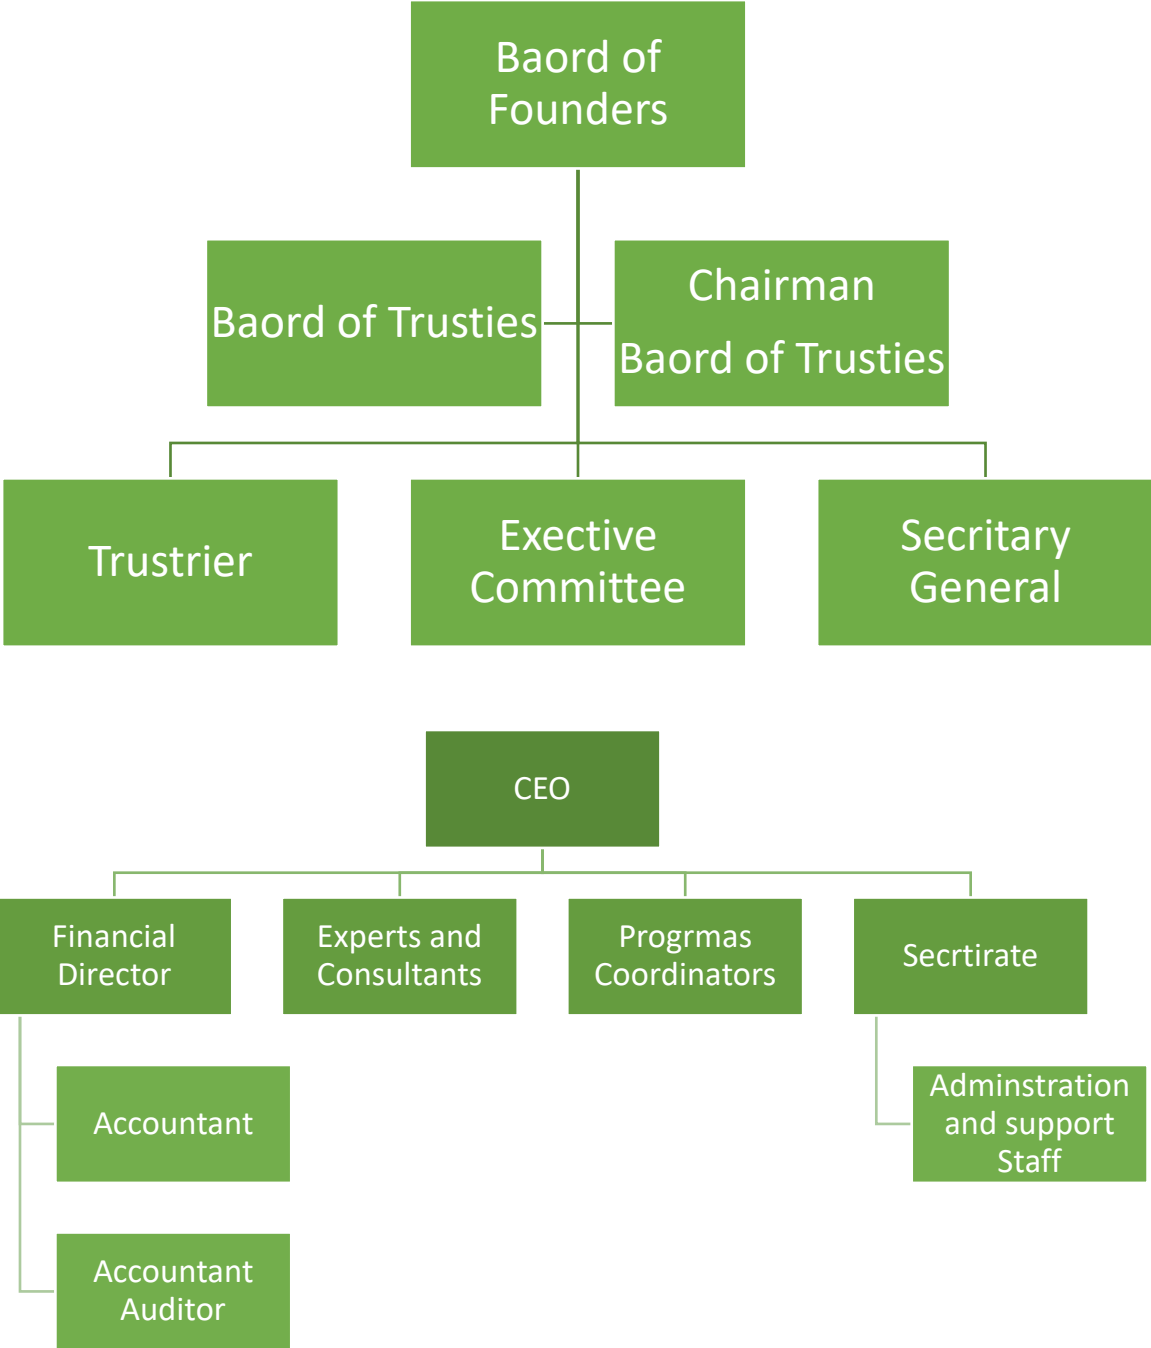 Baord of
Founders
Baord of Trusties
Chairman
Baord of Trusties
Trustrier
Exective
Committee
Secritary
General
CEO
Financial
Director
Experts and
Consultants
Progrmas
Coordinators
Secrtirate
Accountant
Adminstration
and support
Staff
Accountant
Auditor